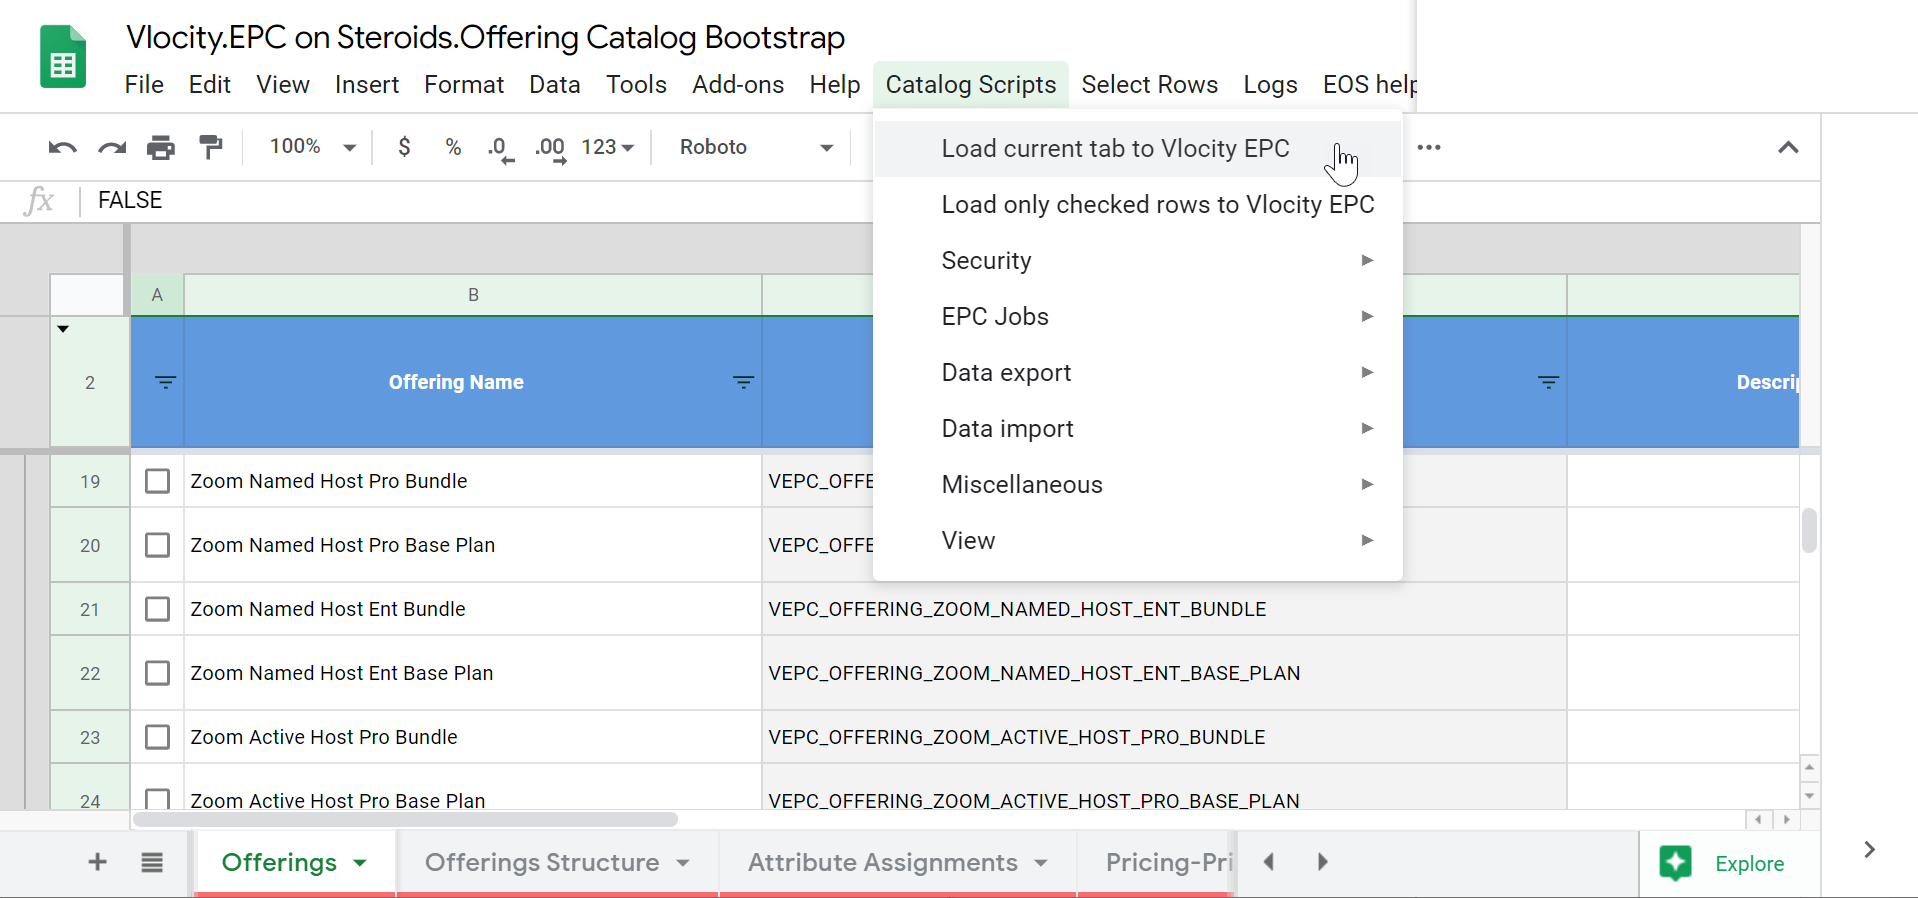 Vlocity.EPC on Steroids.Offering Catalog Bootstrap
File Edit View Insert Format Data Tools Add-ons Help Catalog Scripts Select Rows Logs EOS help
100% $ % .0 .00 123 Roboto
Load current tab to Vlocity EPC
fx FALSE
Load only checked rows to Vlocity EPC
Security
EPC Jobs
Data export
Data import
Miscellaneous
View
A B
2 Offering Name Descrip
19 Zoom Named Host Pro Bundle VEPC_OFFE
20 Zoom Named Host Pro Base Plan VEPC_OFFE
21 Zoom Named Host Ent Bundle VEPC_OFFERING_ZOOM_NAMED_HOST_ENT_BUNDLE
22 Zoom Named Host Ent Base Plan VEPC_OFFERING_ZOOM_NAMED_HOST_ENT_BASE_PLAN
23 Zoom Active Host Pro Bundle VEPC_OFFERING_ZOOM_ACTIVE_HOST_PRO_BUNDLE
24 Zoom Active Host Pro Base Plan VEPC_OFFERING_ZOOM_ACTIVE_HOST_PRO_BASE_PLAN
Offerings Offerings Structure Attribute Assignments Pricing-Pri Explore